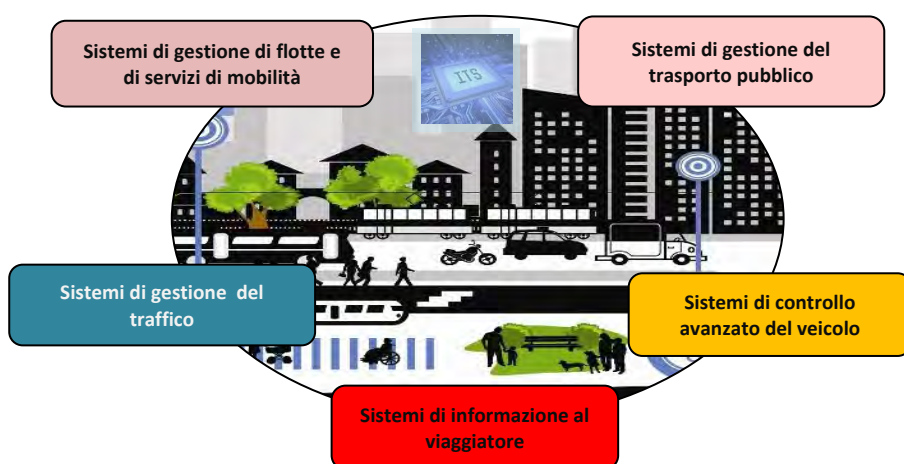 Sistemi di gestione di flotte e
di servizi di mobilità
ITS
Sistemi di gestione del
trasporto pubblico
Sistemi di gestione del
traffico
Sistemi di controllo
avanzato del veicolo
Sistemi di informazione al
viaggiatore